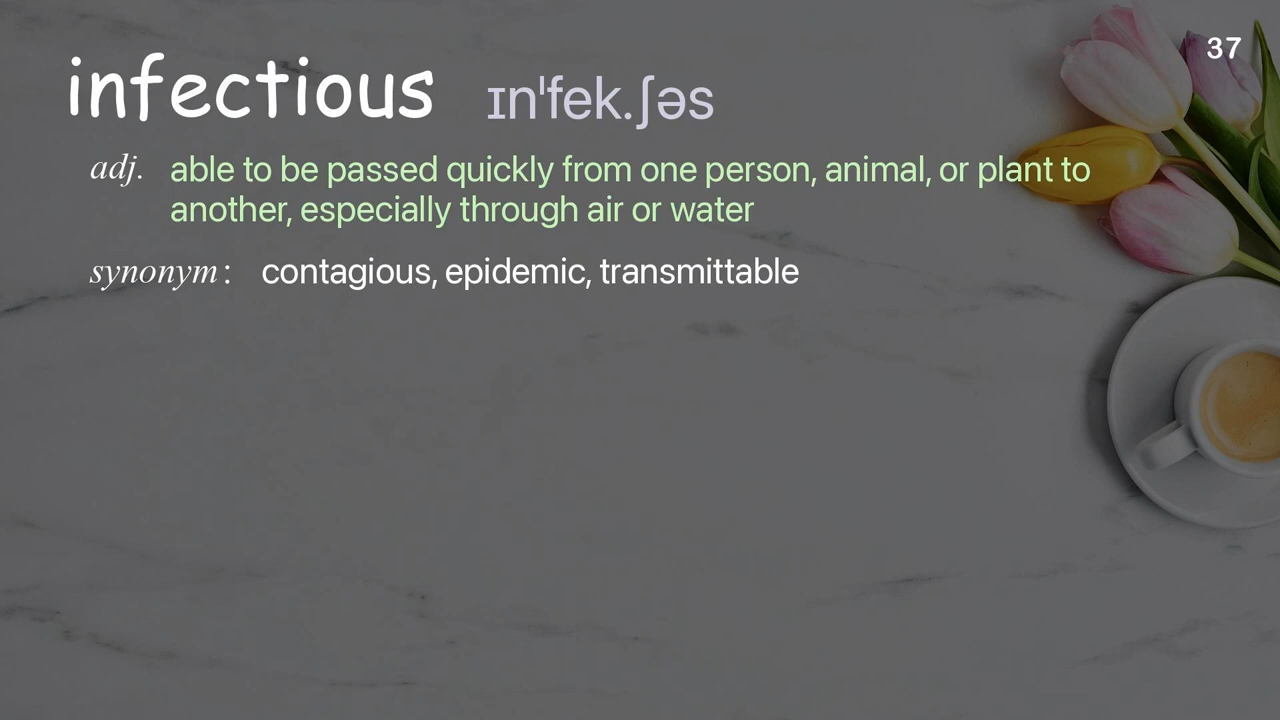 37
infectious ɪnˈfek.ʃəs
adj. able to be passed quickly from one person, animal, or plant to
another, especially through air or water
synonym: contagious, epidemic, transmittable